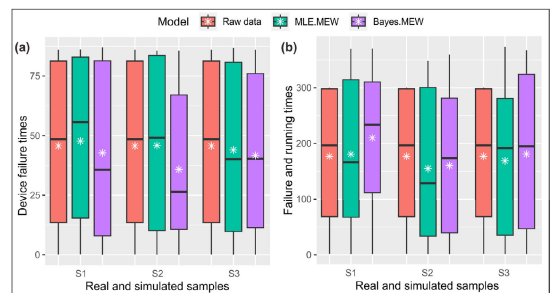 Model Raw data MLE.MEW Bayes.MEW
(a)
Device failure times
75
50
25
0
S1 S2 S3
Real and simulated samples
(b)
Failure and running times
300
200
100
0
S1 S2 S3
Real and simulated samples